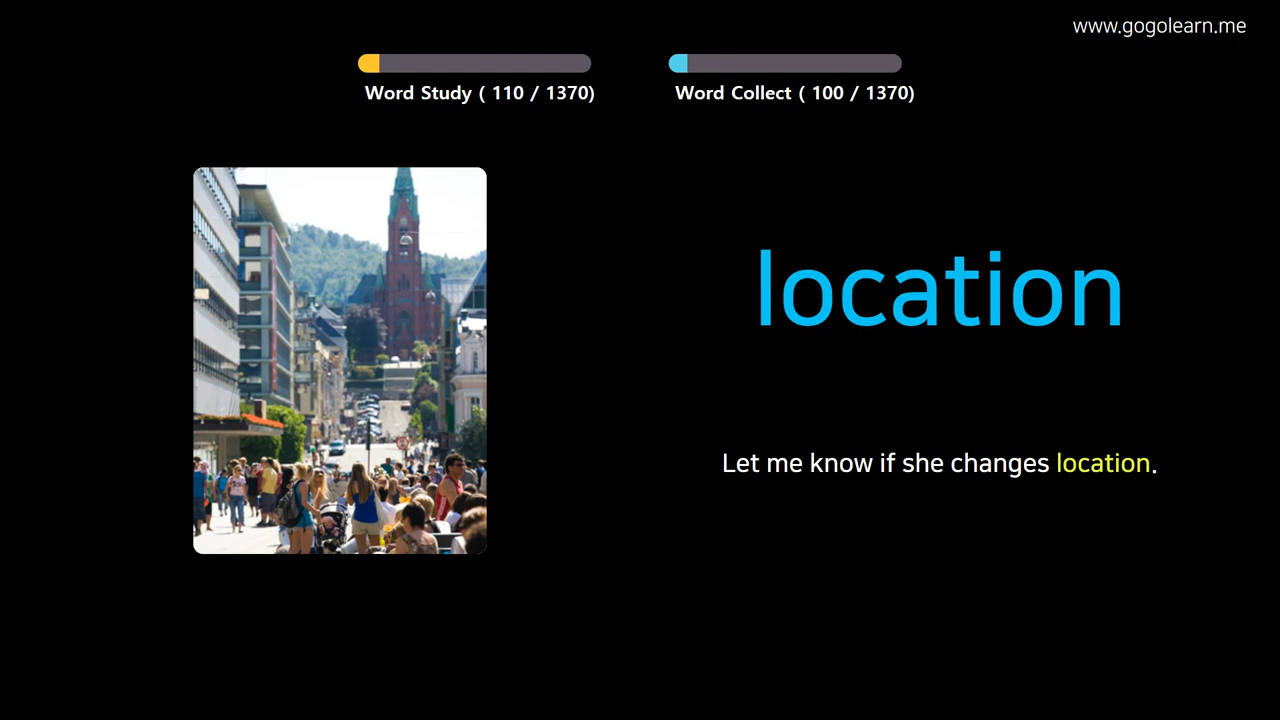 www.gogolearn.me
Word Study ( 110 / 1370)
Word Collect ( 100 / 1370)
location
Let me know if she changes location.